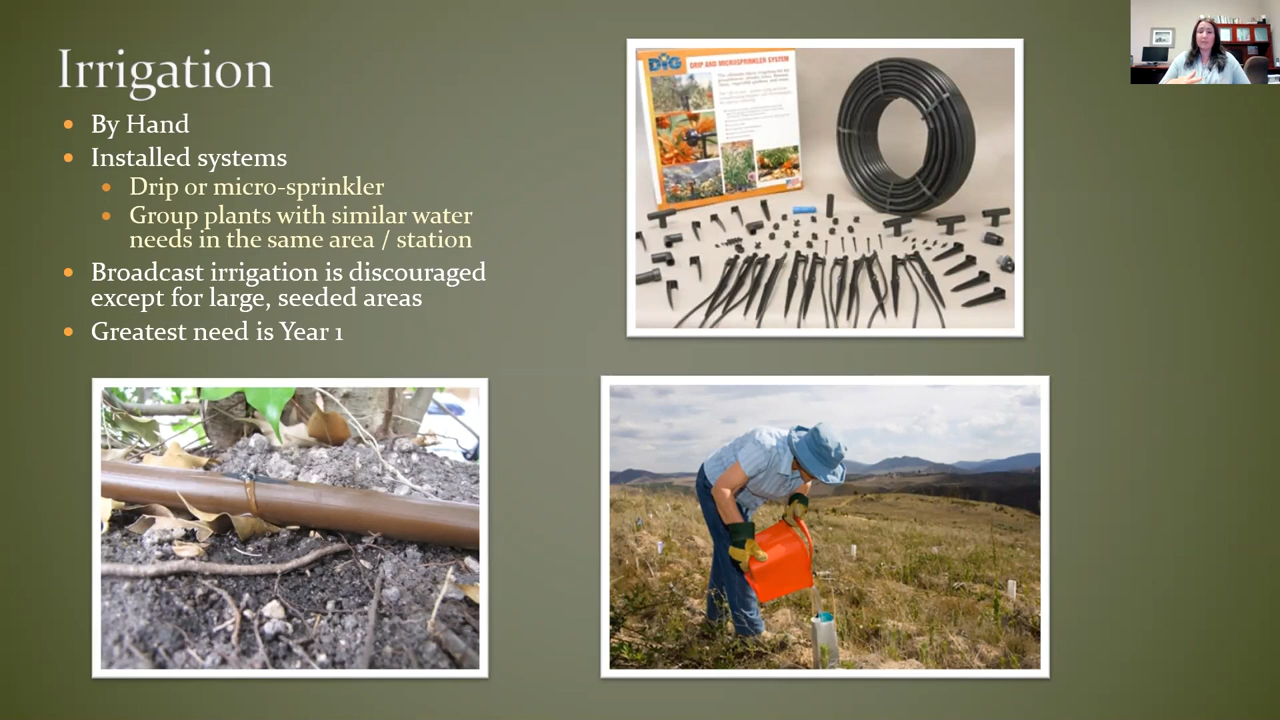 Irrigation
By Hand
Installed systems
Drip or micro-sprinkler
Group plants with similar water
needs in the same area / station
Broadcast irrigation is discouraged
except for large, seeded areas
Greatest need is Year 1
DIG
DRIP AND MICROSPRINKLER SYSTEM